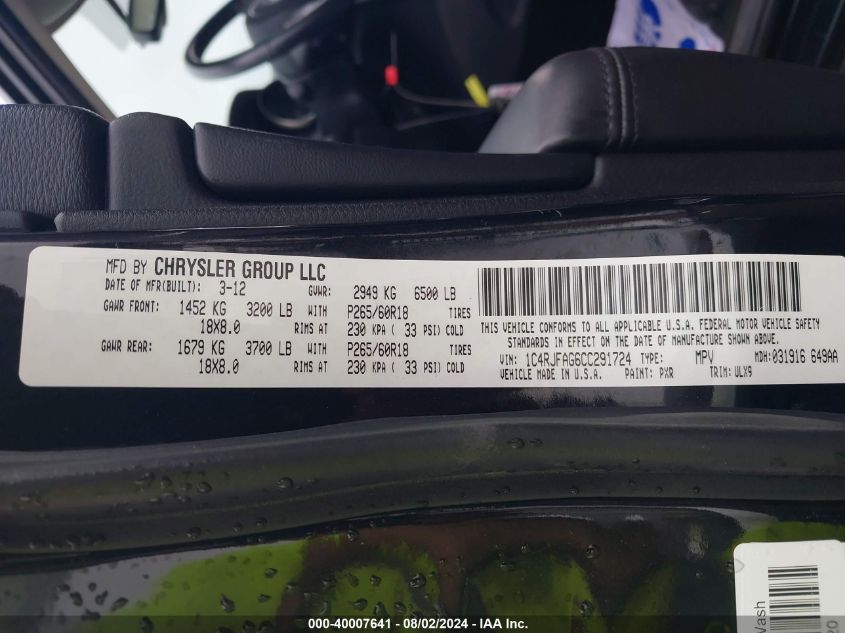 MFD BY CHRYSLER GROUP LLC
DATE OF MFR(BUILT): 3-12 GVWR: 2949 KG 6500 LB
GAWR FRONT: 1452 KG 3200 LB WITH P265/60R18 TIRES
18X8.0 RIMS AT 230 KPA ( 33 PSI) COLD
GAWR REAR: 1679 KG 3700 LB WITH P265/60R18 TIRES
18X8.0 RIMS AT 230 KPA ( 33 PSI) COLD
THIS VEHICLE CONFORMS TO ALL APPLICABLE U.S.A. FEDERAL MOTOR VEHICLE SAFETY
STANDARDS IN EFFECT ON THE DATE OF MANUFACTURE SHOWN ABOVE.
VIN: 1C4RJFAG6CC291724 TYPE: MPV MDH: 031916 649AA
VEHICLE MADE IN U.S.A. PAINT: PXR TRIM: ULX9
Wash
20
000-40007641 - 08/02/2024 - IAA Inc.